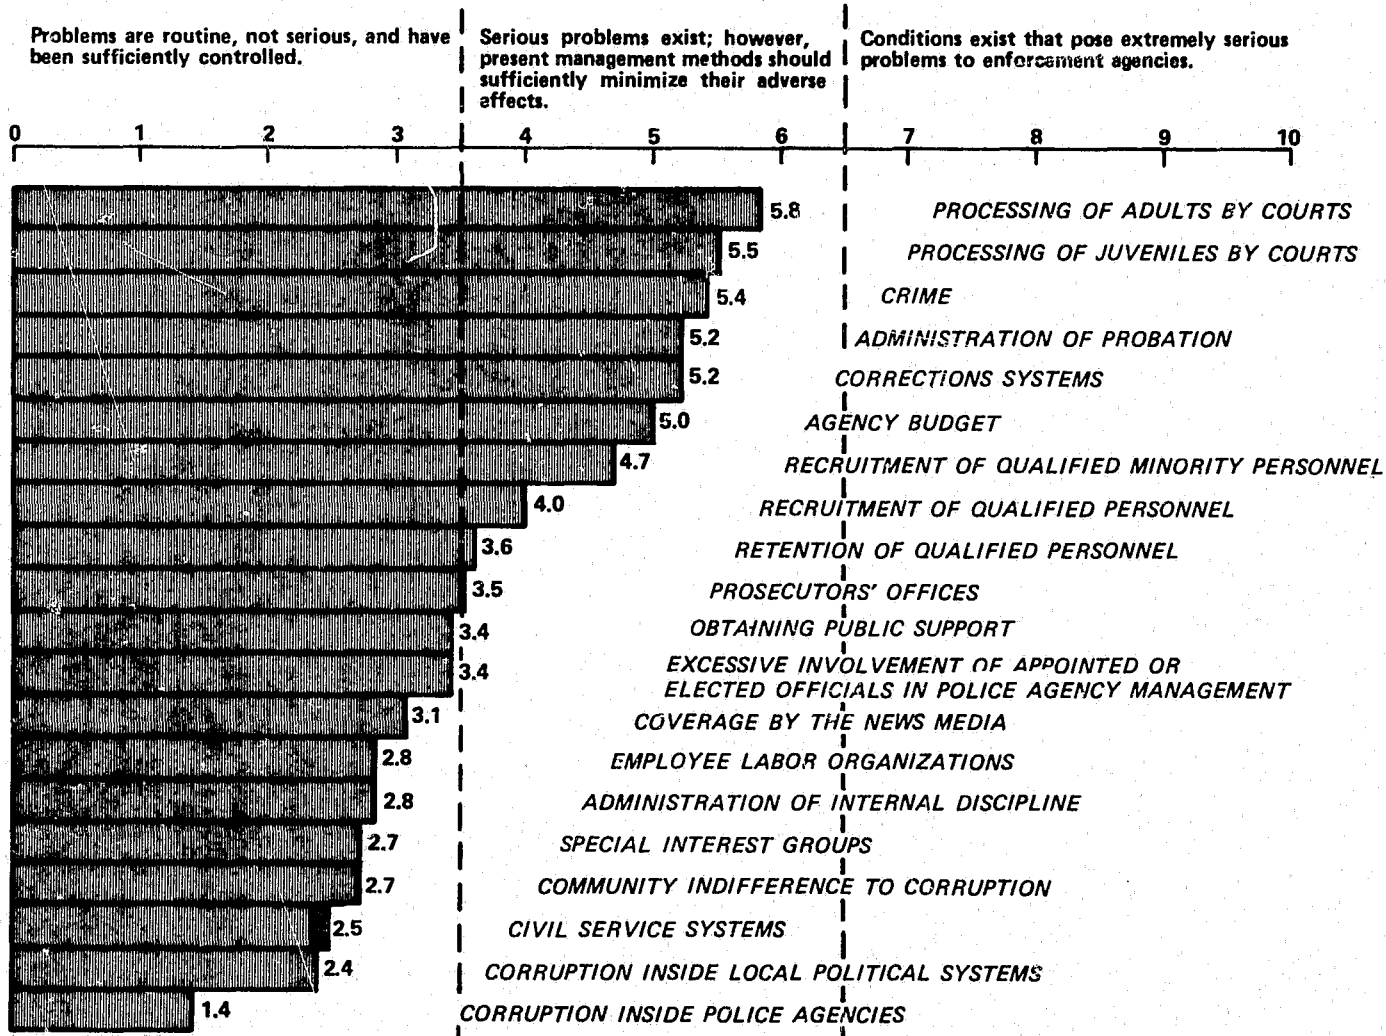 Problems are routine, not serious, and have
been sufficiently controlled.
Serious problems exist; however,
present management methods should
sufficiently minimize their adverse
affects.
Conditions exist that pose extremely serious
problems to enforcement agencies.
0 1 2 3 4 5 6 7 8 9 10
5.8 PROCESSING OF ADULTS BY COURTS
5.5 PROCESSING OF JUVENILES BY COURTS
5.4 CRIME
5.2 ADMINISTRATION OF PROBATION
5.2 CORRECTIONS SYSTEMS
5.0 AGENCY BUDGET
4.7 RECRUITMENT OF QUALIFIED MINORITY PERSONNEL
4.0 RECRUITMENT OF QUALIFIED PERSONNEL
3.6 RETENTION OF QUALIFIED PERSONNEL
3.5 PROSECUTORS' OFFICES
3.4 OBTAINING PUBLIC SUPPORT
3.4 EXCESSIVE INVOLVEMENT OF APPOINTED OR
ELECTED OFFICIALS IN POLICE AGENCY MANAGEMENT
3.1 COVERAGE BY THE NEWS MEDIA
2.8 EMPLOYEE LABOR ORGANIZATIONS
2.8 ADMINISTRATION OF INTERNAL DISCIPLINE
2.7 SPECIAL INTEREST GROUPS
2.7 COMMUNITY INDIFFERENCE TO CORRUPTION
2.5 CIVIL SERVICE SYSTEMS
2.4 CORRUPTION INSIDE LOCAL POLITICAL SYSTEMS
1.4 CORRUPTION INSIDE POLICE AGENCIES